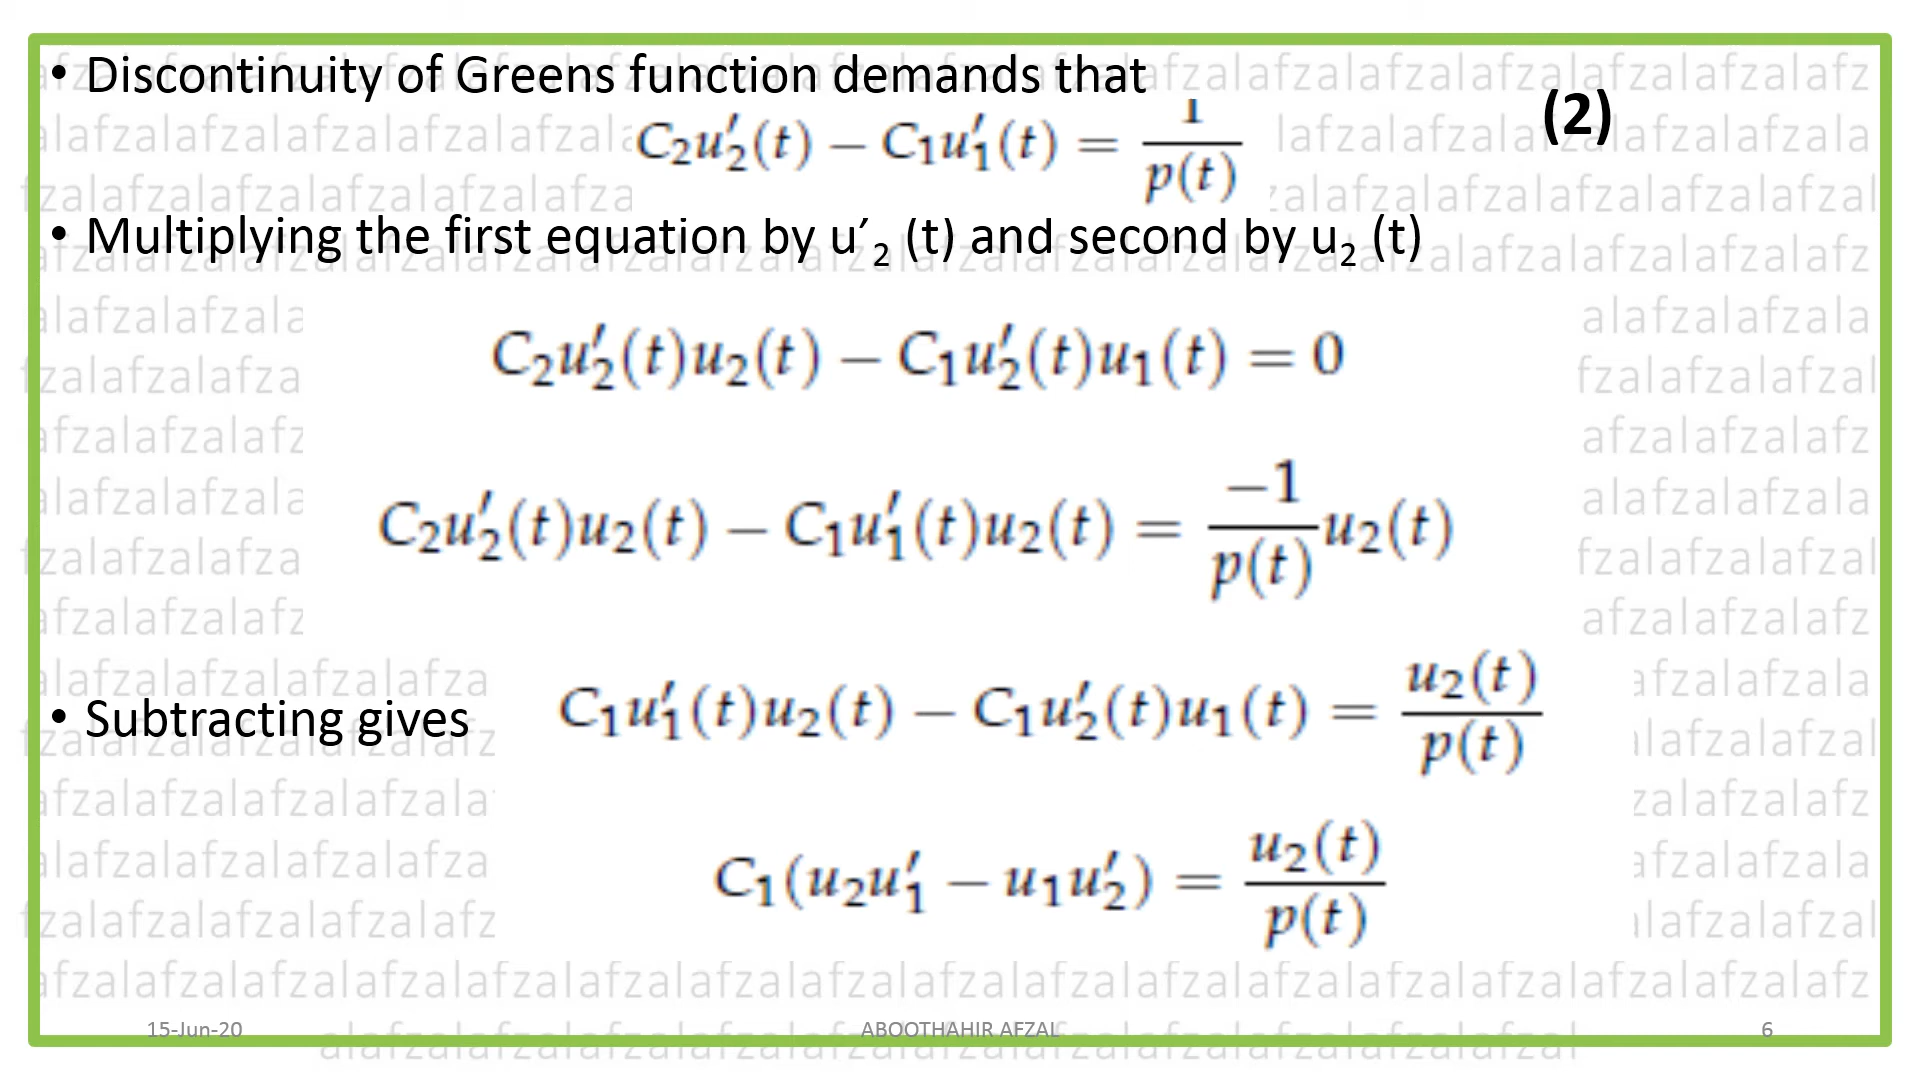 • Discontinuity of Greens function demands that
C₂u′₂(t) − C₁u′₁(t) = 1/p(t) (2)
• Multiplying the first equation by u′₂ (t) and second by u₂ (t)
C₂u′₂(t)u₂(t) − C₁u′₂(t)u₁(t) = 0
C₂u′₂(t)u₂(t) − C₁u′₁(t)u₂(t) = −1/p(t) u₂(t)
• Subtracting gives C₁u′₁(t)u₂(t) − C₁u′₂(t)u₁(t) = u₂(t)/p(t)
C₁(u₂u′₁ − u₁u′₂) = u₂(t)/p(t)
15-Jun-20 ABOOTHAHIR AFZAL 6